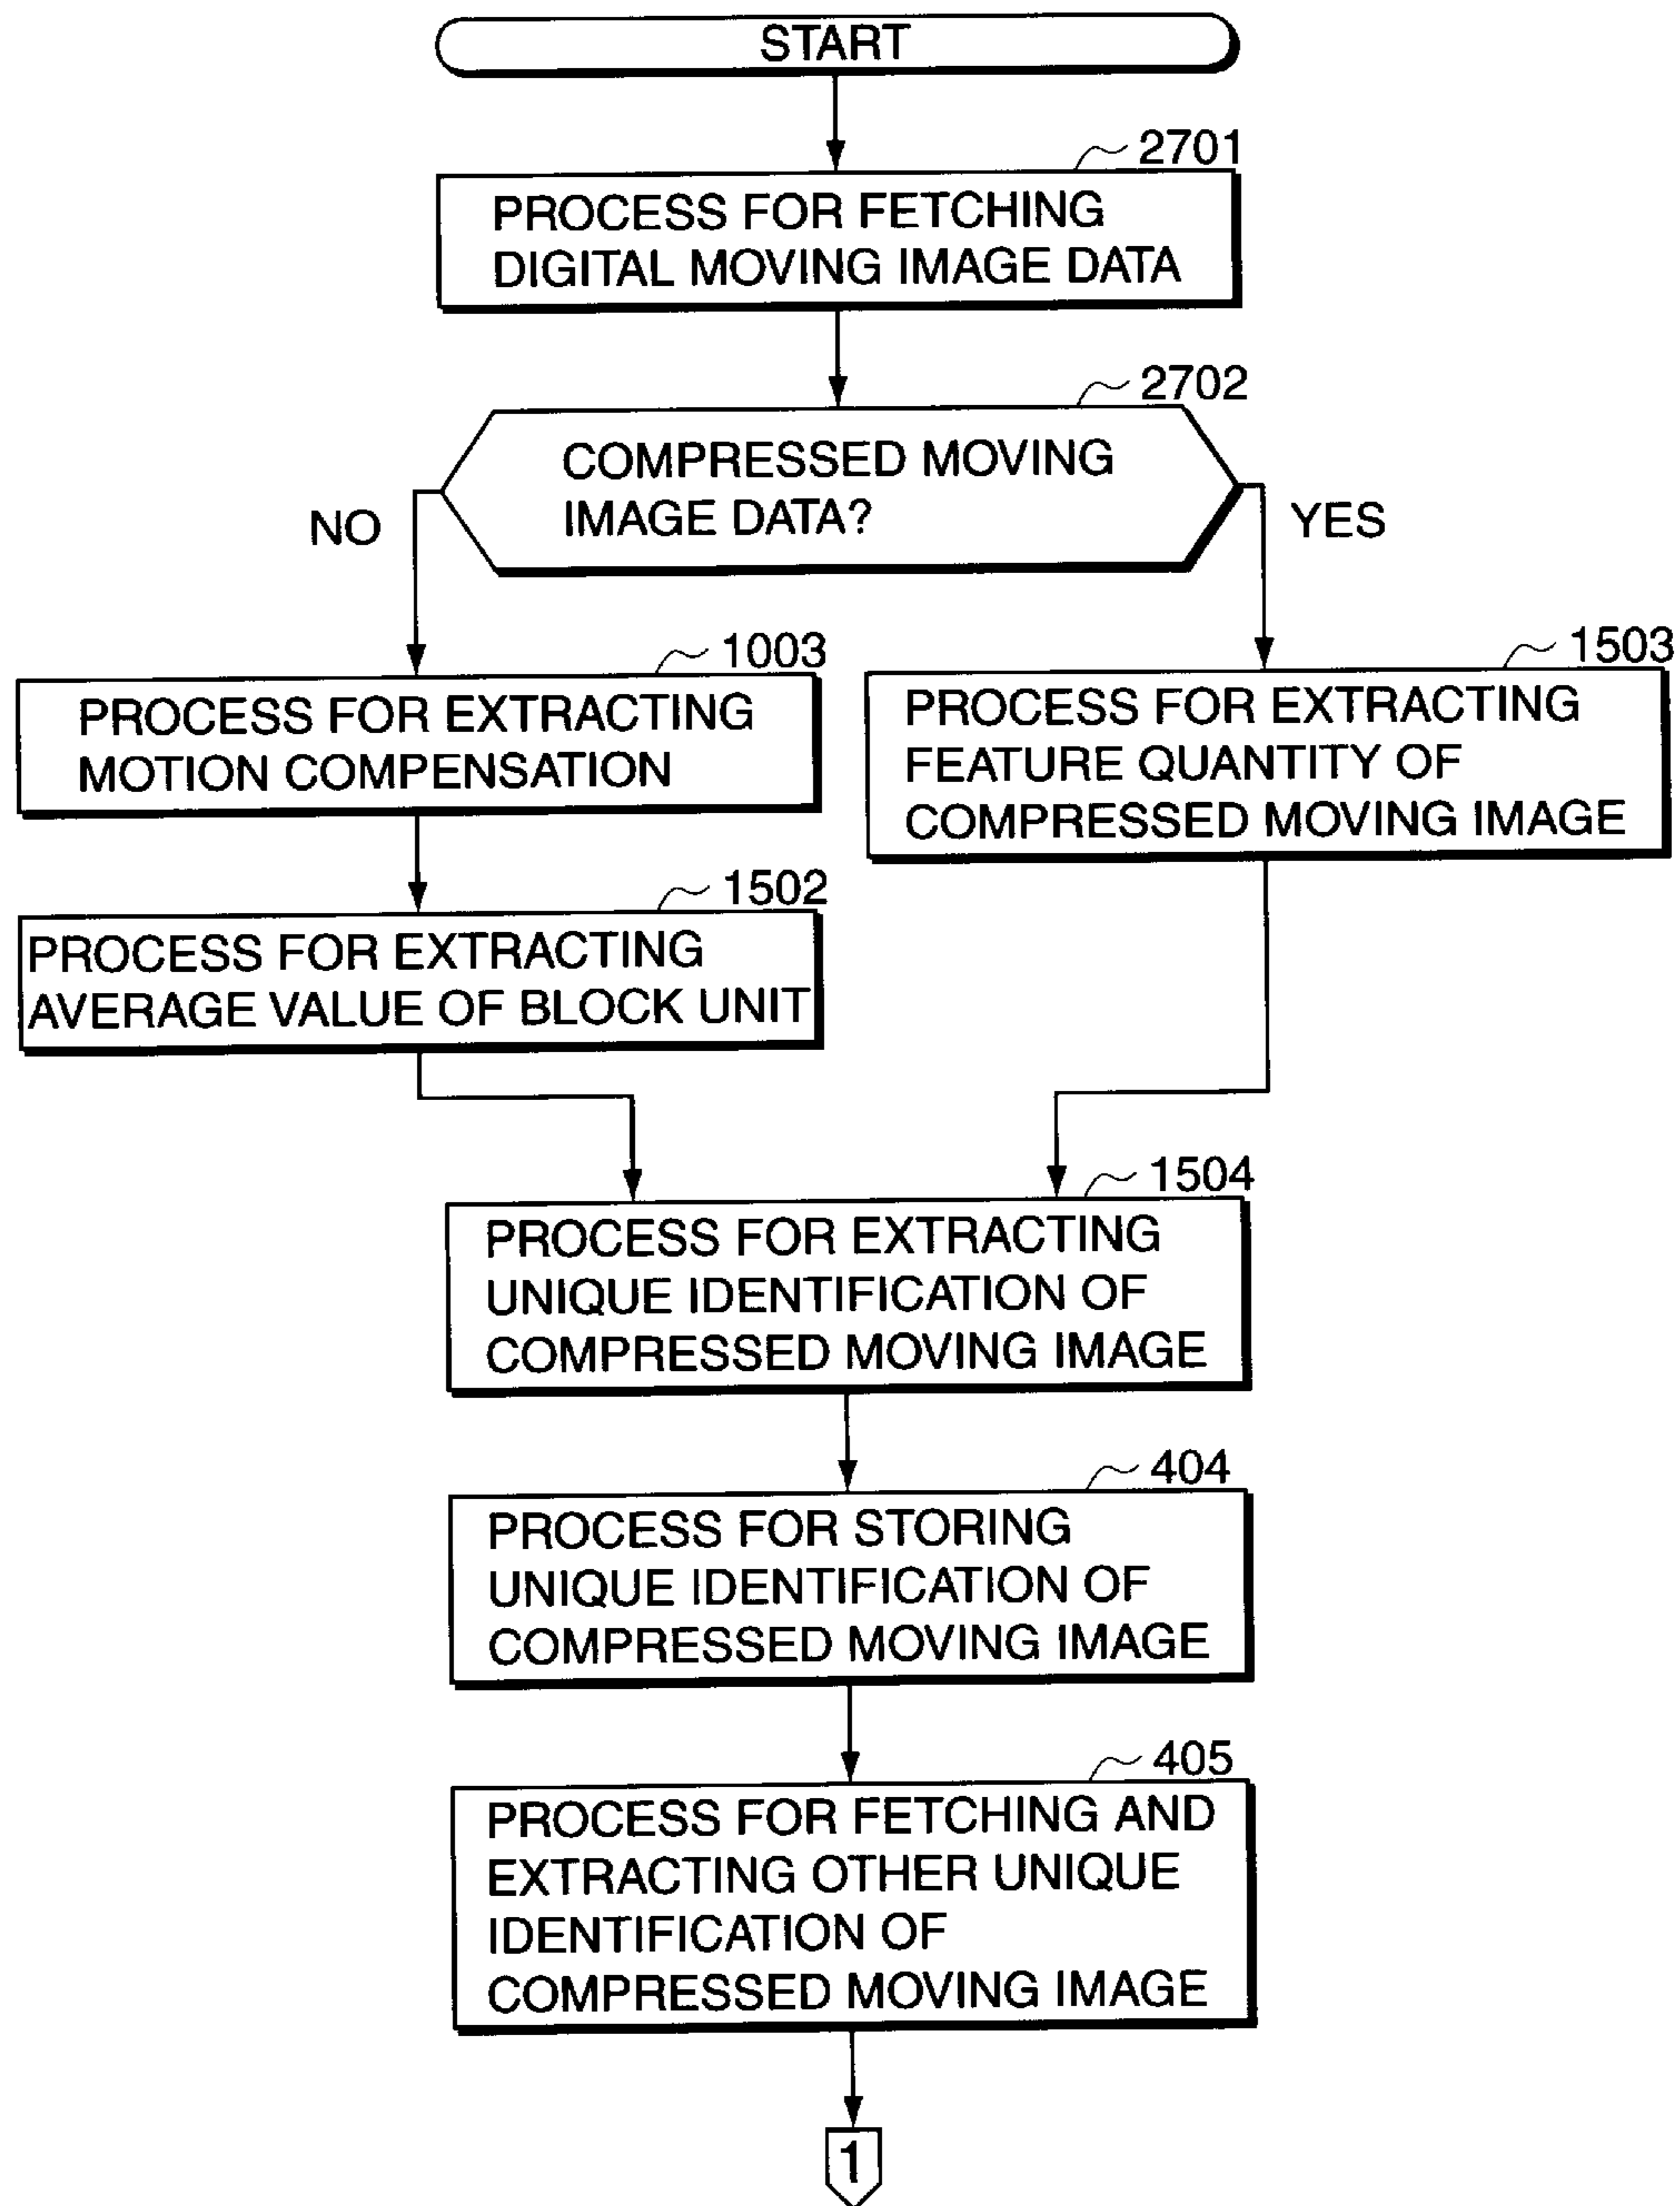 START
2701
PROCESS FOR FETCHING
DIGITAL MOVING IMAGE DATA
2702
COMPRESSED MOVING
IMAGE DATA?
NO
YES
1003
PROCESS FOR EXTRACTING
MOTION COMPENSATION
1503
PROCESS FOR EXTRACTING
FEATURE QUANTITY OF
COMPRESSED MOVING IMAGE
1502
PROCESS FOR EXTRACTING
AVERAGE VALUE OF BLOCK UNIT
1504
PROCESS FOR EXTRACTING
UNIQUE IDENTIFICATION OF
COMPRESSED MOVING IMAGE
404
PROCESS FOR STORING
UNIQUE IDENTIFICATION OF
COMPRESSED MOVING IMAGE
405
PROCESS FOR FETCHING AND
EXTRACTING OTHER UNIQUE
IDENTIFICATION OF
COMPRESSED MOVING IMAGE
1